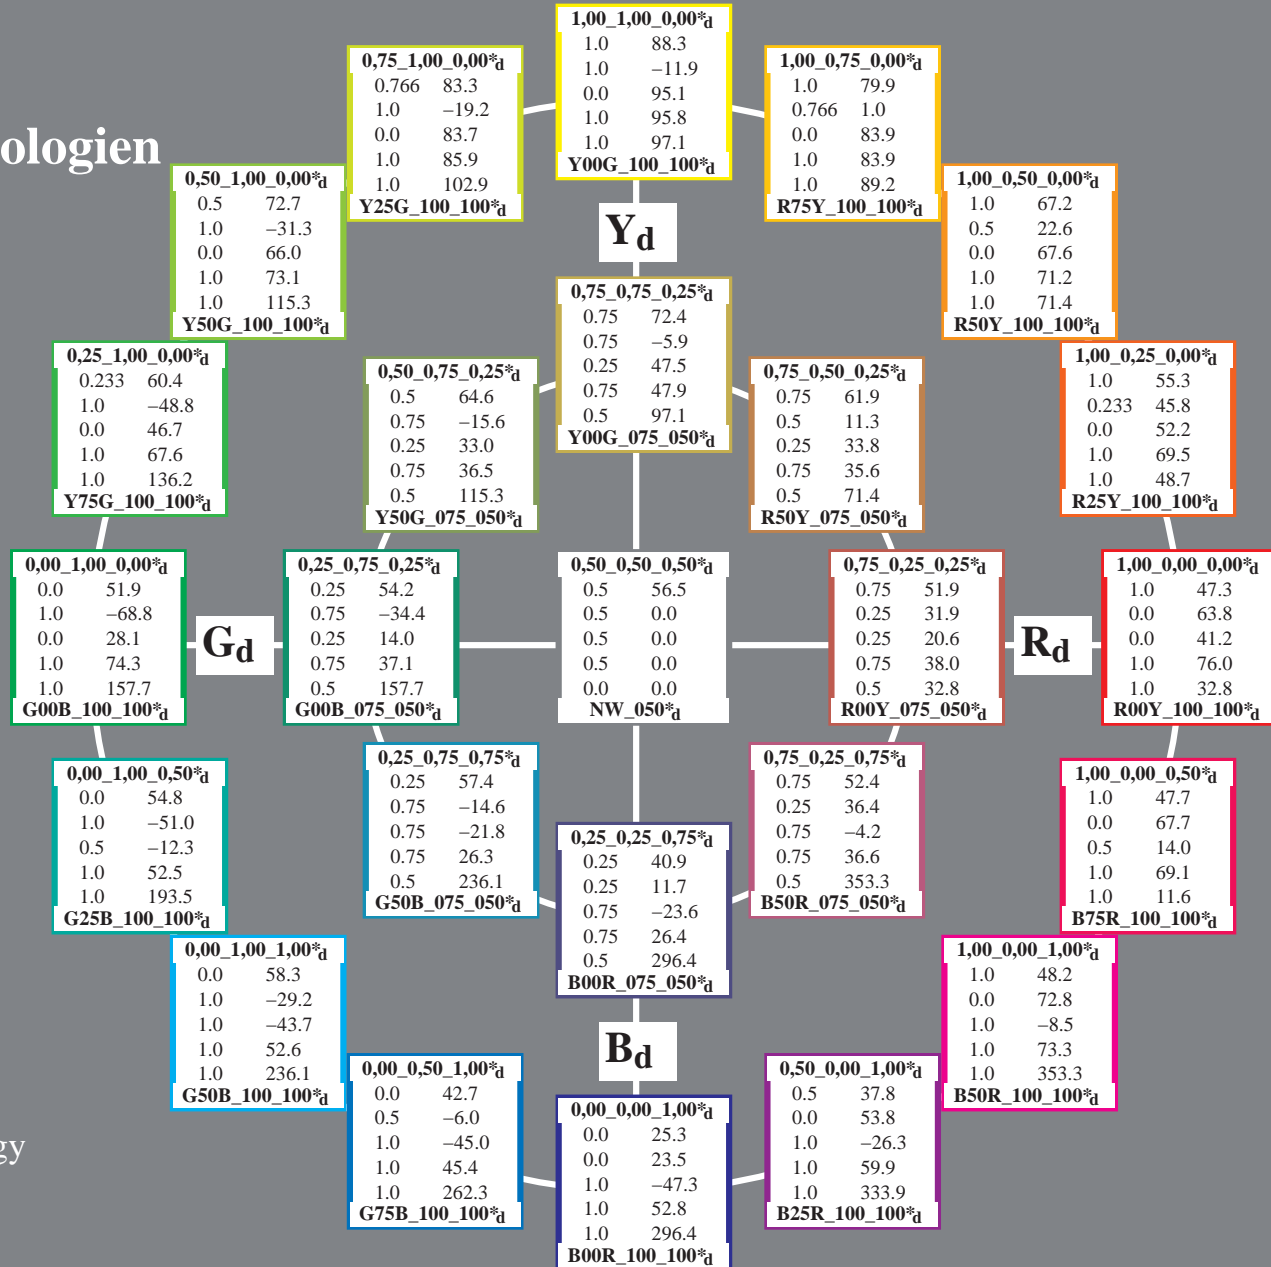 1,00_1,00_0,00*d
1.0 88.3
1.0 −11.9
0.0 95.1
1.0 95.8
1.0 97.1
Y00G_100_100*d
0,75_1,00_0,00*d
0.766 83.3
1.0 −19.2
0.0 83.7
1.0 85.9
1.0 102.9
Y25G_100_100*d
1,00_0,75_0,00*d
1.0 79.9
0.766 1.0
0.0 83.9
1.0 83.9
1.0 89.2
R75Y_100_100*d
ologien
0,50_1,00_0,00*d
0.5 72.7
1.0 −31.3
0.0 66.0
1.0 73.1
1.0 115.3
Y50G_100_100*d
1,00_0,50_0,00*d
1.0 67.2
0.5 22.6
0.0 67.6
1.0 71.2
1.0 71.4
R50Y_100_100*d
Yd
0,75_0,75_0,25*d
0.75 72.4
0.75 −5.9
0.25 47.5
0.75 47.9
0.5 97.1
Y00G_075_050*d
0,25_1,00_0,00*d
0.233 60.4
1.0 −48.8
0.0 46.7
1.0 67.6
1.0 136.2
Y75G_100_100*d
0,50_0,75_0,25*d
0.5 64.6
0.75 −15.6
0.25 33.0
0.75 36.5
0.5 115.3
Y50G_075_050*d
0,75_0,50_0,25*d
0.75 61.9
0.5 11.3
0.25 33.8
0.75 35.6
0.5 71.4
R50Y_075_050*d
1,00_0,25_0,00*d
1.0 55.3
0.233 45.8
0.0 52.2
1.0 69.5
1.0 48.7
R25Y_100_100*d
0,00_1,00_0,00*d
0.0 51.9
1.0 −68.8
0.0 28.1
1.0 74.3
1.0 157.7
G00B_100_100*d
Gd
0,25_0,75_0,25*d
0.25 54.2
0.75 −34.4
0.25 14.0
0.75 37.1
0.5 157.7
G00B_075_050*d
0,50_0,50_0,50*d
0.5 56.5
0.5 0.0
0.5 0.0
0.5 0.0
0.0 0.0
NW_050*d
0,75_0,25_0,25*d
0.75 51.9
0.25 31.9
0.25 20.6
0.75 38.0
0.5 32.8
R00Y_075_050*d
Rd
1,00_0,00_0,00*d
1.0 47.3
0.0 63.8
0.0 41.2
1.0 76.0
1.0 32.8
R00Y_100_100*d
0,00_1,00_0,50*d
0.0 54.8
1.0 −51.0
0.5 −12.3
1.0 52.5
1.0 193.5
G25B_100_100*d
0,25_0,75_0,75*d
0.25 57.4
0.75 −14.6
0.75 −21.8
0.75 26.3
0.5 236.1
G50B_075_050*d
0,75_0,25_0,75*d
0.75 52.4
0.25 36.4
0.75 −4.2
0.75 36.6
0.5 353.3
B50R_075_050*d
1,00_0,00_0,50*d
1.0 47.7
0.0 67.7
0.5 14.0
1.0 69.1
1.0 11.6
B75R_100_100*d
0,25_0,25_0,75*d
0.25 40.9
0.25 11.7
0.75 −23.6
0.75 26.4
0.5 296.4
B00R_075_050*d
0,00_1,00_1,00*d
0.0 58.3
1.0 −29.2
1.0 −43.7
1.0 52.6
1.0 236.1
G50B_100_100*d
1,00_0,00_1,00*d
1.0 48.2
0.0 72.8
1.0 −8.5
1.0 73.3
1.0 353.3
B50R_100_100*d
Bd
0,00_0,50_1,00*d
0.0 42.7
0.5 −6.0
1.0 −45.0
1.0 45.4
1.0 262.3
G75B_100_100*d
0,50_0,00_1,00*d
0.5 37.8
0.0 53.8
1.0 −26.3
1.0 59.9
1.0 333.9
B25R_100_100*d
gy
0,00_0,00_1,00*d
0.0 25.3
0.0 23.5
1.0 −47.3
1.0 52.8
1.0 296.4
B00R_100_100*d